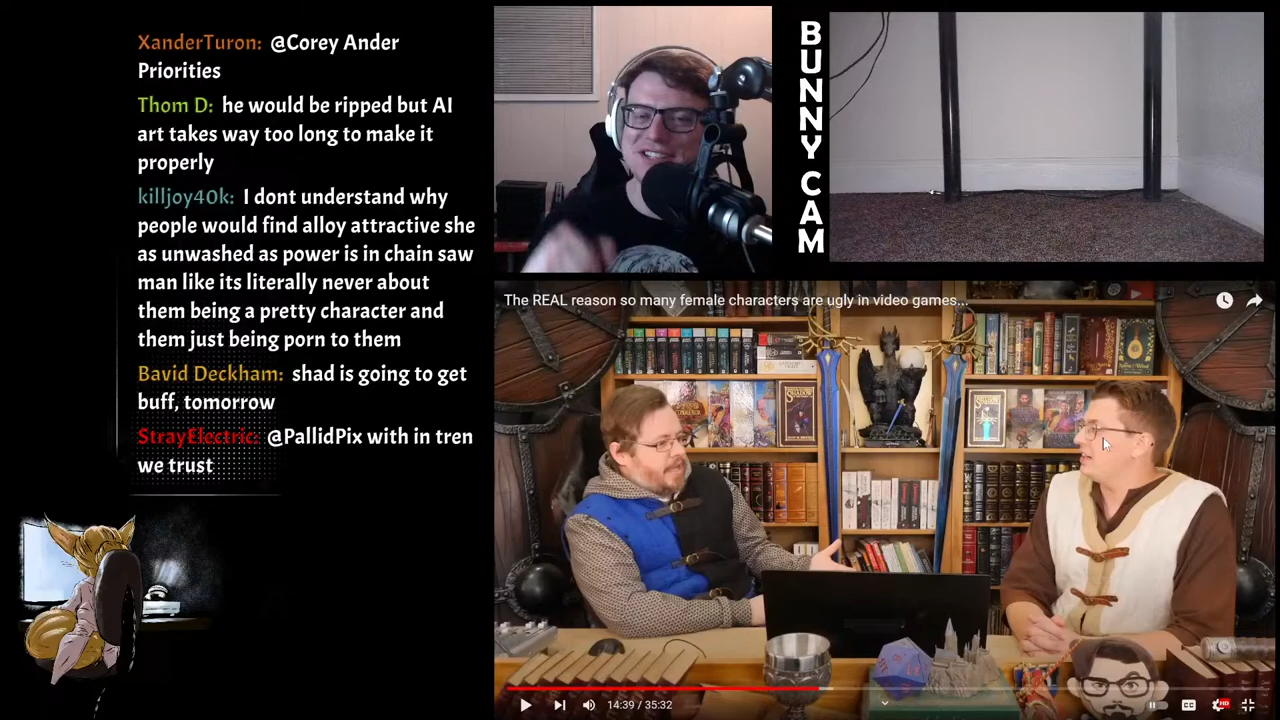 XanderTuron: @Corey Ander
Priorities
Thom D: he would be ripped but AI
art takes way too long to make it
properly
killjoy40k: I dont understand why
people would find alloy attractive she
as unwashed as power is in chain saw
man like its literally never about
them being a pretty character and
them just being porn to them
Bavid Deckham: shad is going to get
buff, tomorrow
StrayElectric: @PallidPix with in tren
we trust
BUNNY CAM
The REAL reason so many female characters are ugly in video games...
SHADOW
14:39 / 35:32
CC
HD